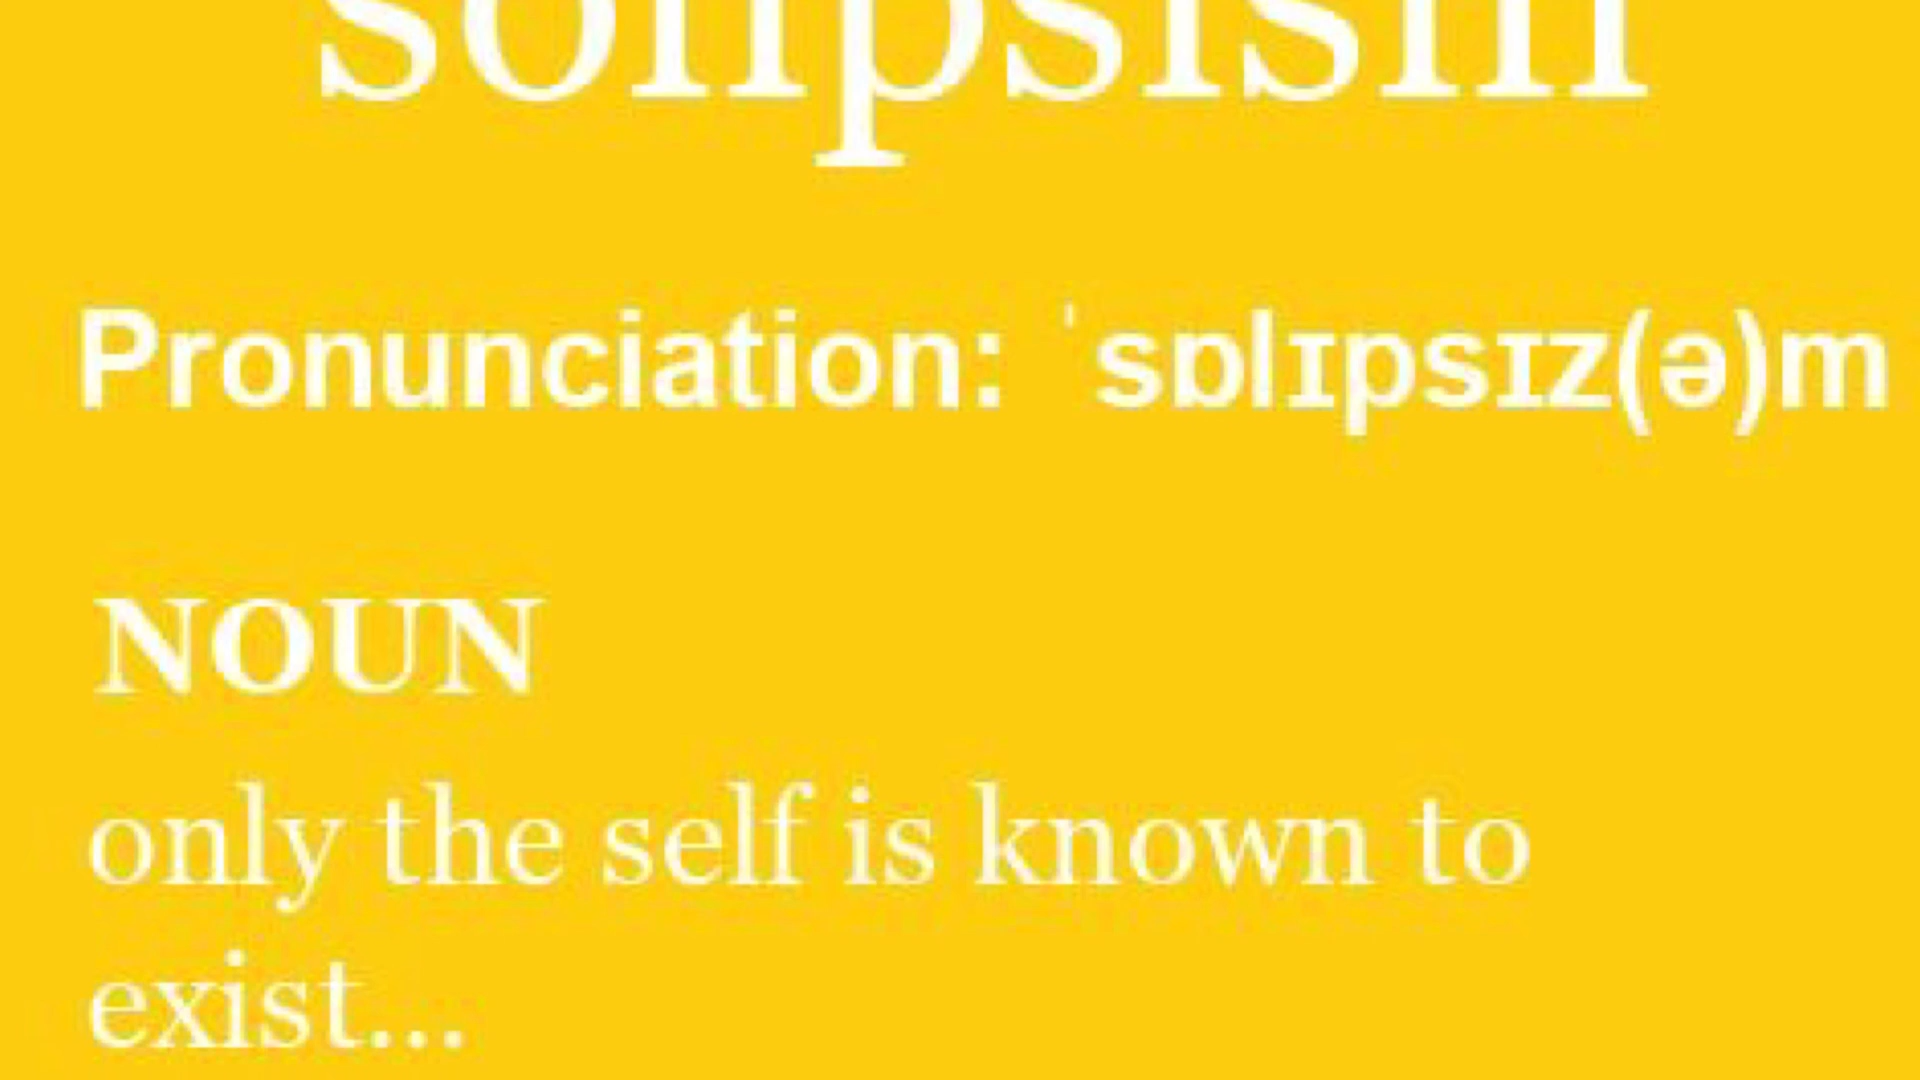 solipsism
Pronunciation: ˈsɒlɪpsɪz(ə)m
NOUN
only the self is known to
exist...